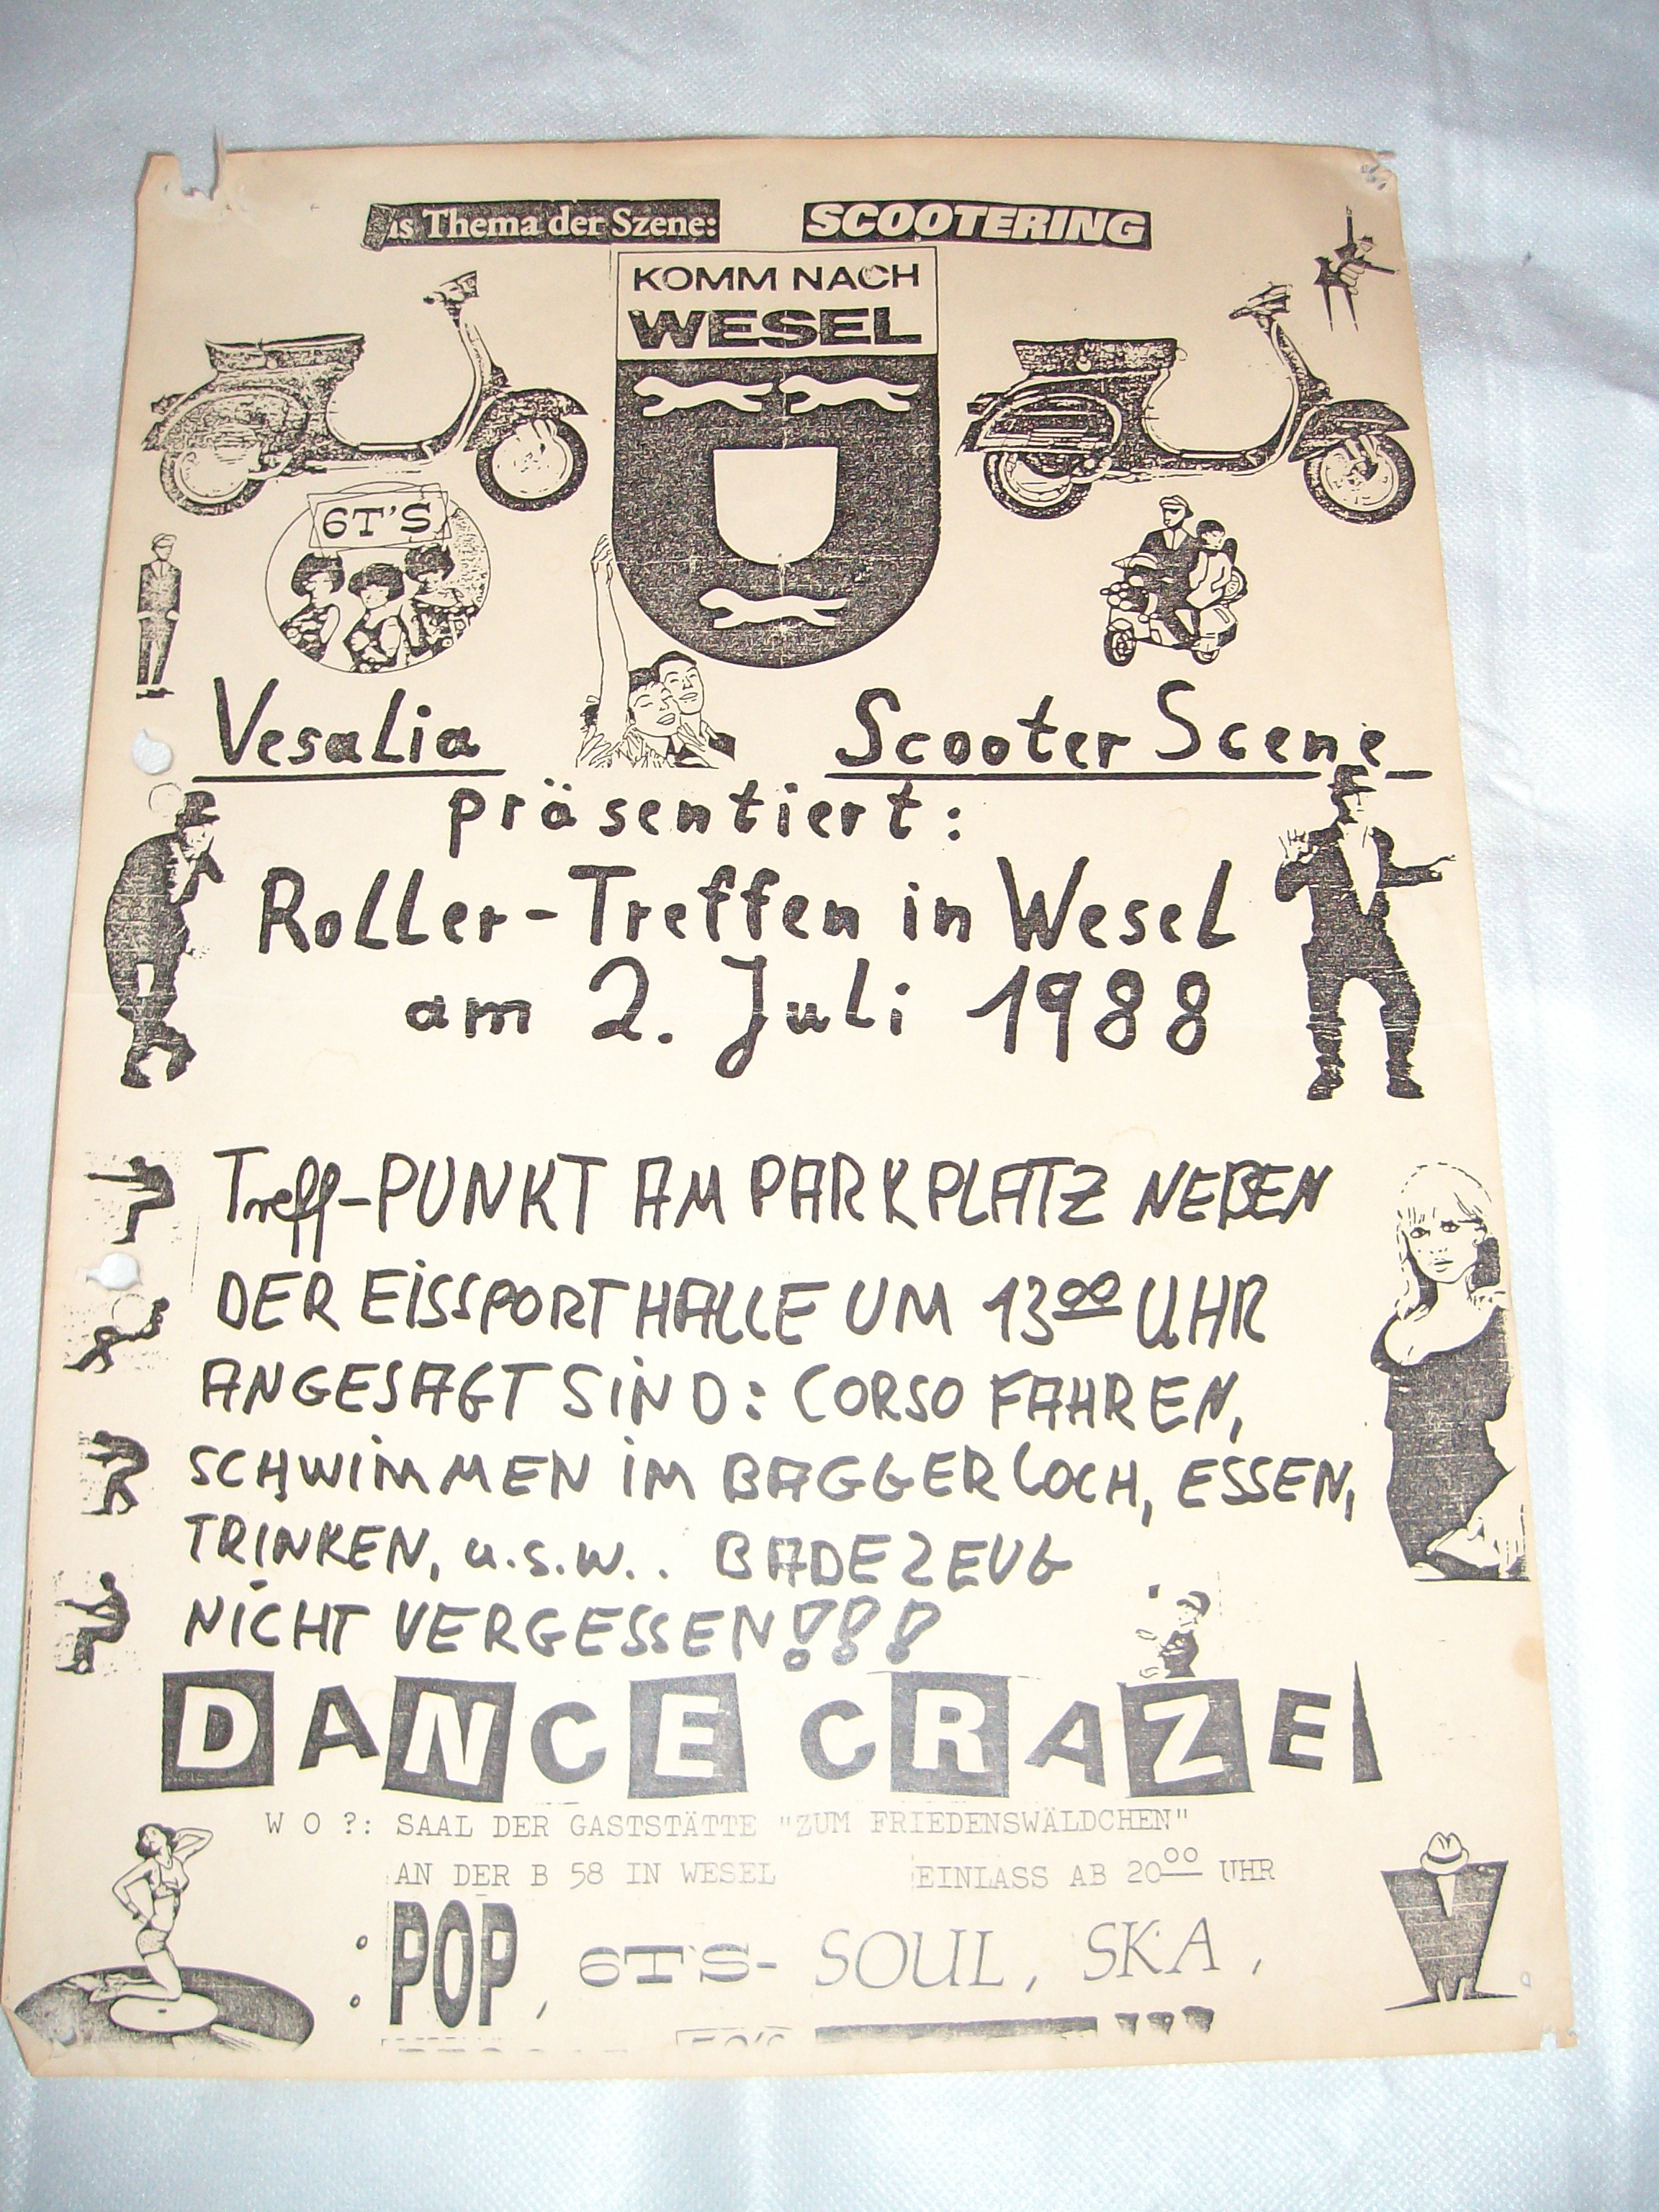 is Thema der Szene: SCOOTERING
KOMM NACH
WESEL
6T'S
Vesalia Scooter Scene
präsentiert:
Roller-Treffen in Wesel
am 2. Juli 1988
Treff-PUNKT AM PARKPLATZ NEBEN
DER EISSPORTHALLE UM 13⁰⁰ UHR
ANGESAGT SIND: CORSO FAHREN,
SCHWIMMEN IM BAGGERLOCH, ESSEN,
TRINKEN, u.s.w.. BADEZEUG
NICHT VERGESSEN!!!
DANCE CRAZE
W O ?: SAAL DER GASTSTÄTTE "ZUM FRIEDENSWÄLDCHEN"
AN DER B 58 IN WESEL EINLASS AB 20⁰⁰ UHR
: POP, 6T'S- SOUL, SKA,